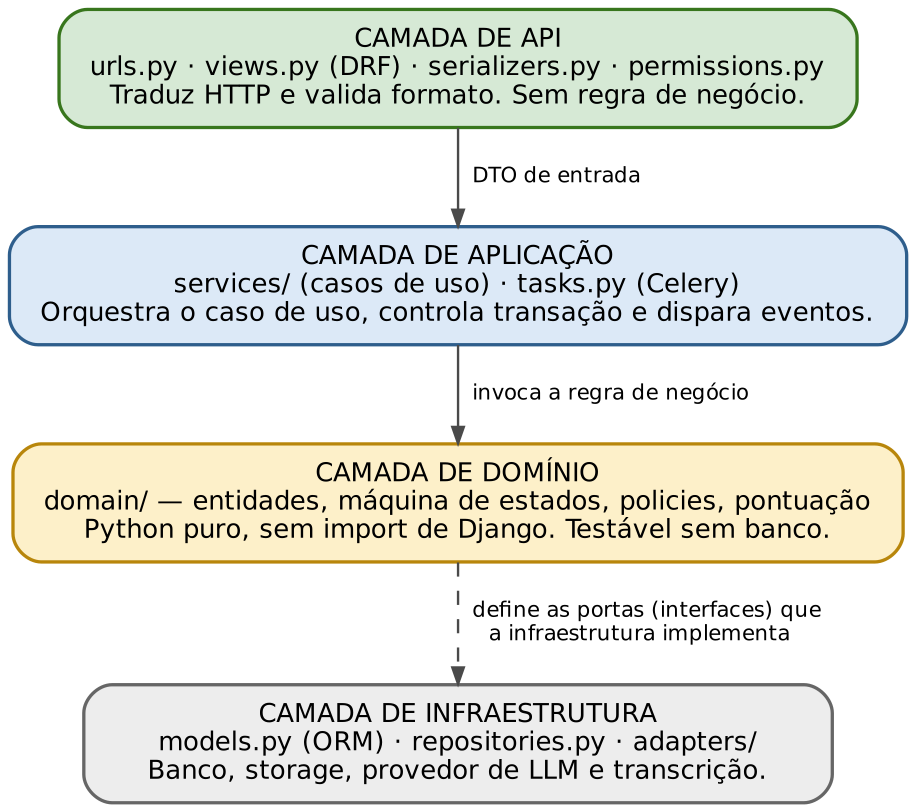 CAMADA DE API
urls.py · views.py (DRF) · serializers.py · permissions.py
Traduz HTTP e valida formato. Sem regra de negócio.
DTO de entrada
CAMADA DE APLICAÇÃO
services/ (casos de uso) · tasks.py (Celery)
Orquestra o caso de uso, controla transação e dispara eventos.
invoca a regra de negócio
CAMADA DE DOMÍNIO
domain/ — entidades, máquina de estados, policies, pontuação
Python puro, sem import de Django. Testável sem banco.
define as portas (interfaces) que
a infraestrutura implementa
CAMADA DE INFRAESTRUTURA
models.py (ORM) · repositories.py · adapters/
Banco, storage, provedor de LLM e transcrição.